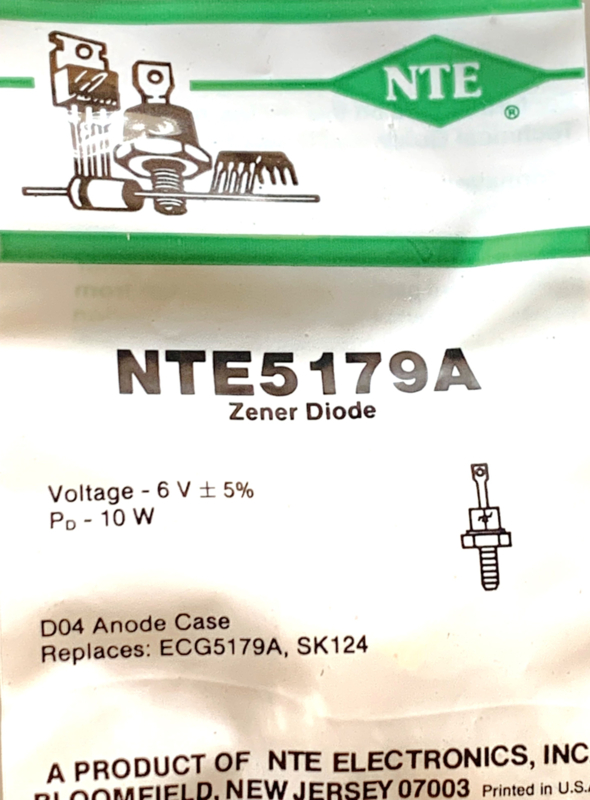 NTE
®
NTE5179A
Zener Diode
Voltage - 6 V ± 5%
PD - 10 W
D04 Anode Case
Replaces: ECG5179A, SK124
A PRODUCT OF NTE ELECTRONICS, INC
BLOOMFIELD, NEW JERSEY 07003 Printed in U.S.A